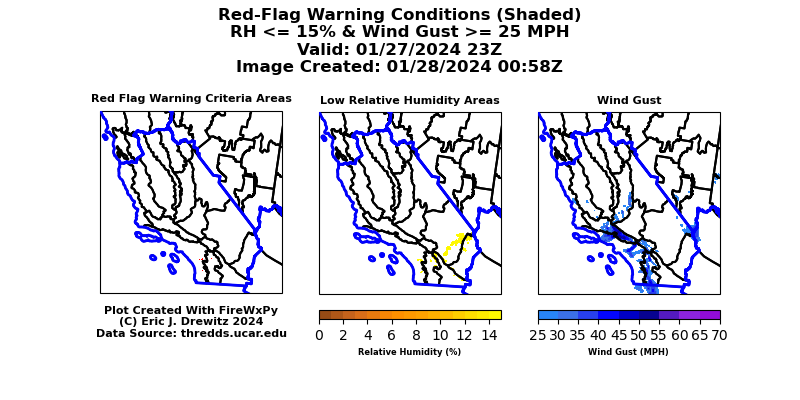 Red-Flag Warning Conditions (Shaded)
RH <= 15% & Wind Gust >= 25 MPH
Valid: 01/27/2024 23Z
Image Created: 01/28/2024 00:58Z
Red Flag Warning Criteria Areas
Low Relative Humidity Areas
Wind Gust
Plot Created With FireWxPy
(C) Eric J. Drewitz 2024
Data Source: thredds.ucar.edu
0 2 4 6 8 10 12 14
Relative Humidity (%)
25 30 35 40 45 50 55 60 65 70
Wind Gust (MPH)